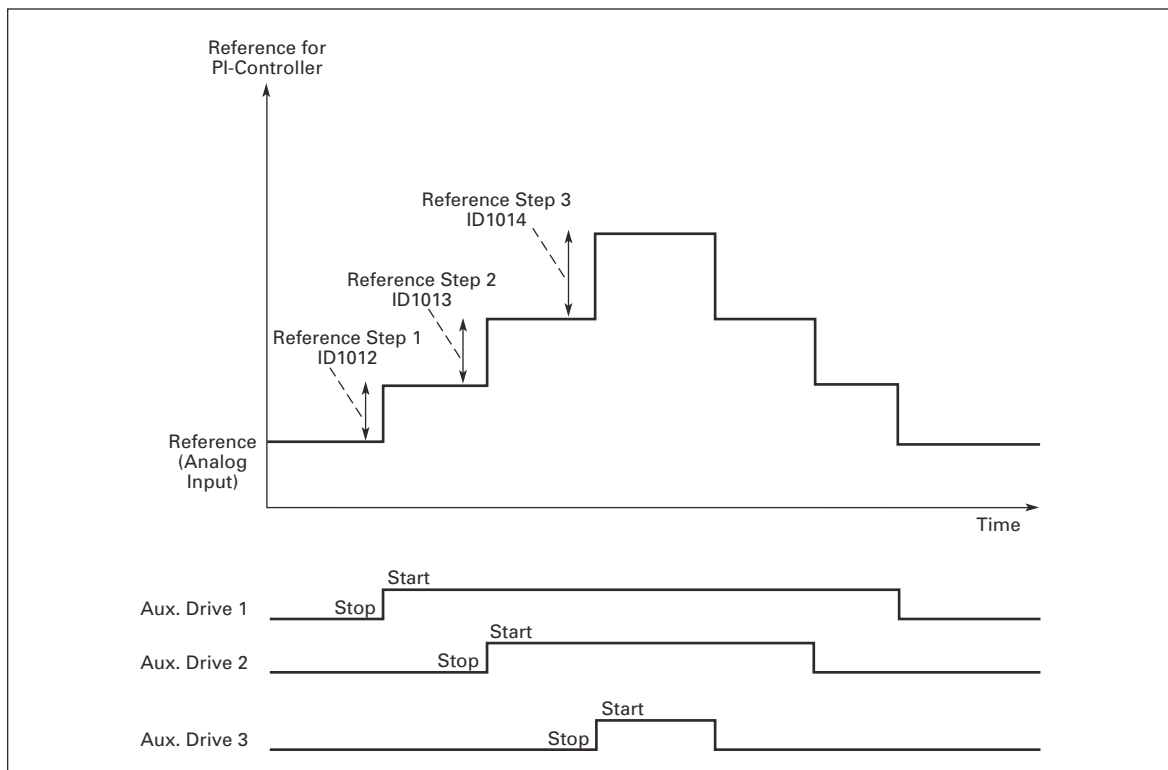 Reference for
PI-Controller
Reference Step 3
ID1014
Reference Step 2
ID1013
Reference Step 1
ID1012
Reference
(Analog
Input)
Time
Start
Aux. Drive 1
Stop
Start
Aux. Drive 2
Stop
Start
Aux. Drive 3
Stop